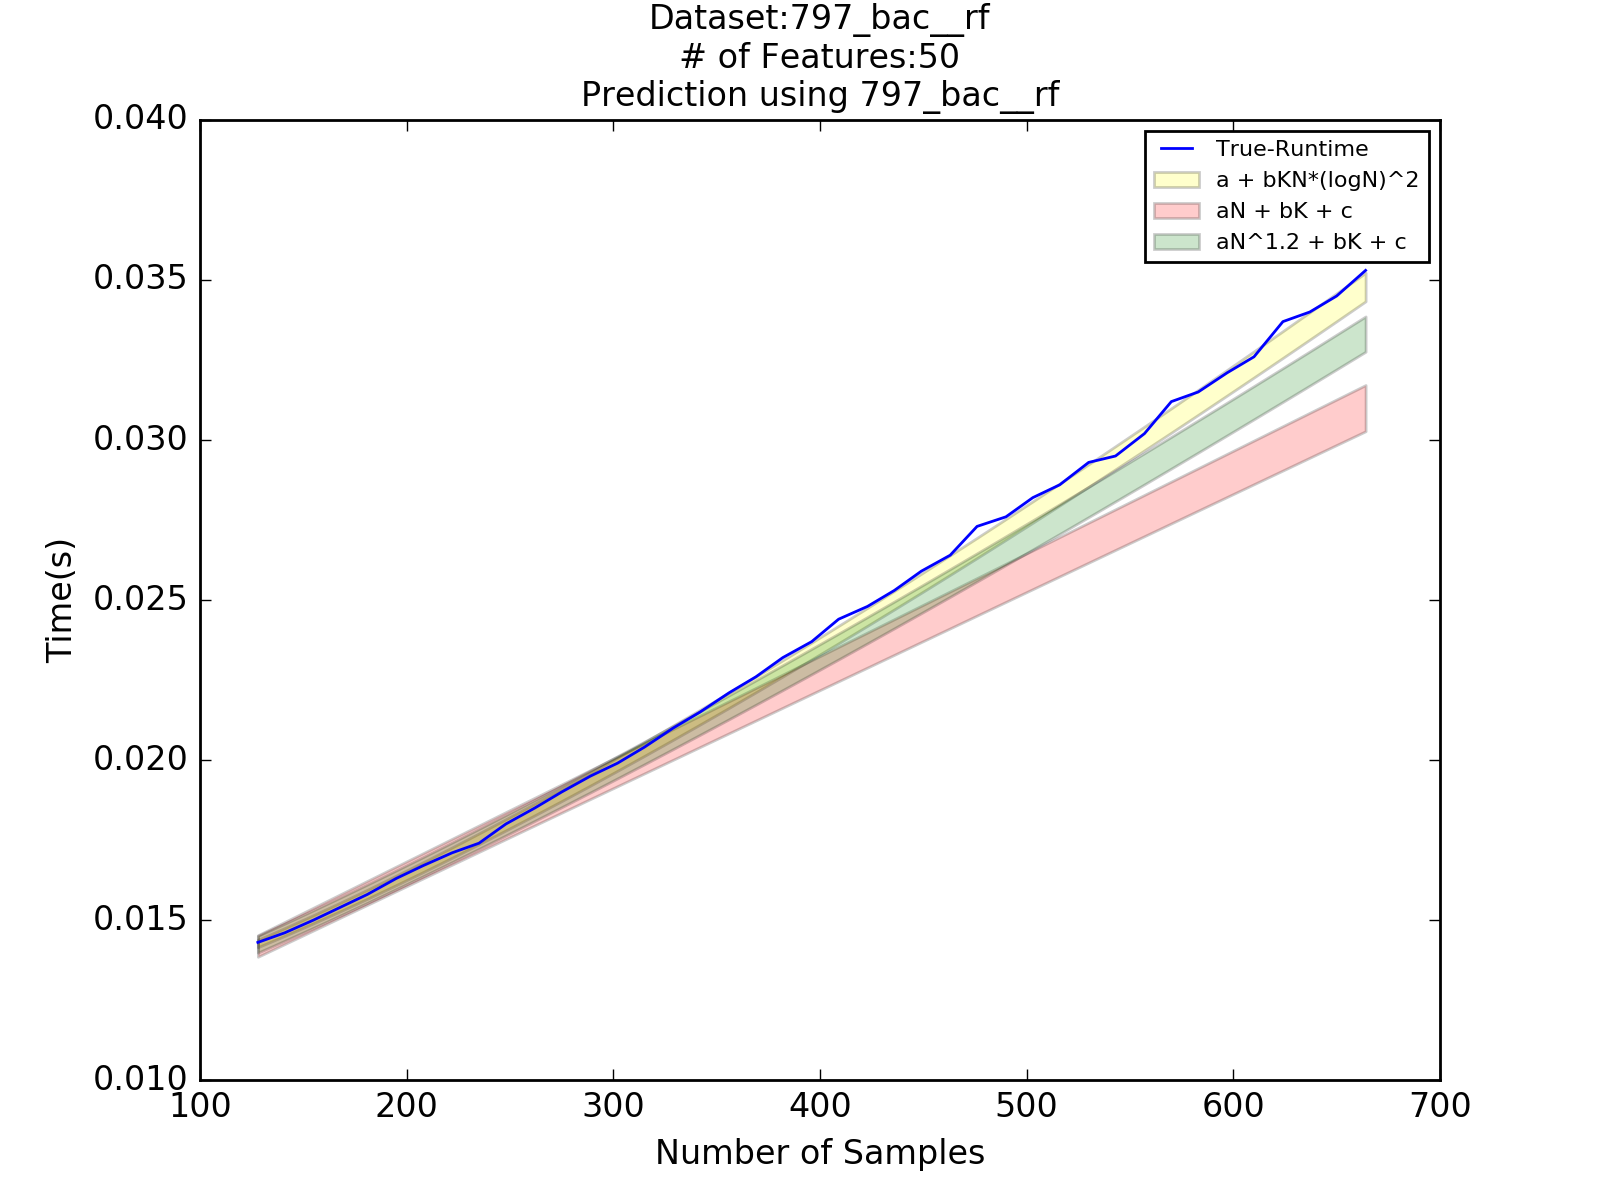 Dataset:797_bac__rf
# of Features:50
Prediction using 797_bac__rf
0.040
0.035
0.030
0.025
0.020
0.015
0.010
Time(s)
True-Runtime
a + bKN*(logN)^2
aN + bK + c
aN^1.2 + bK + c
100 200 300 400 500 600 700
Number of Samples